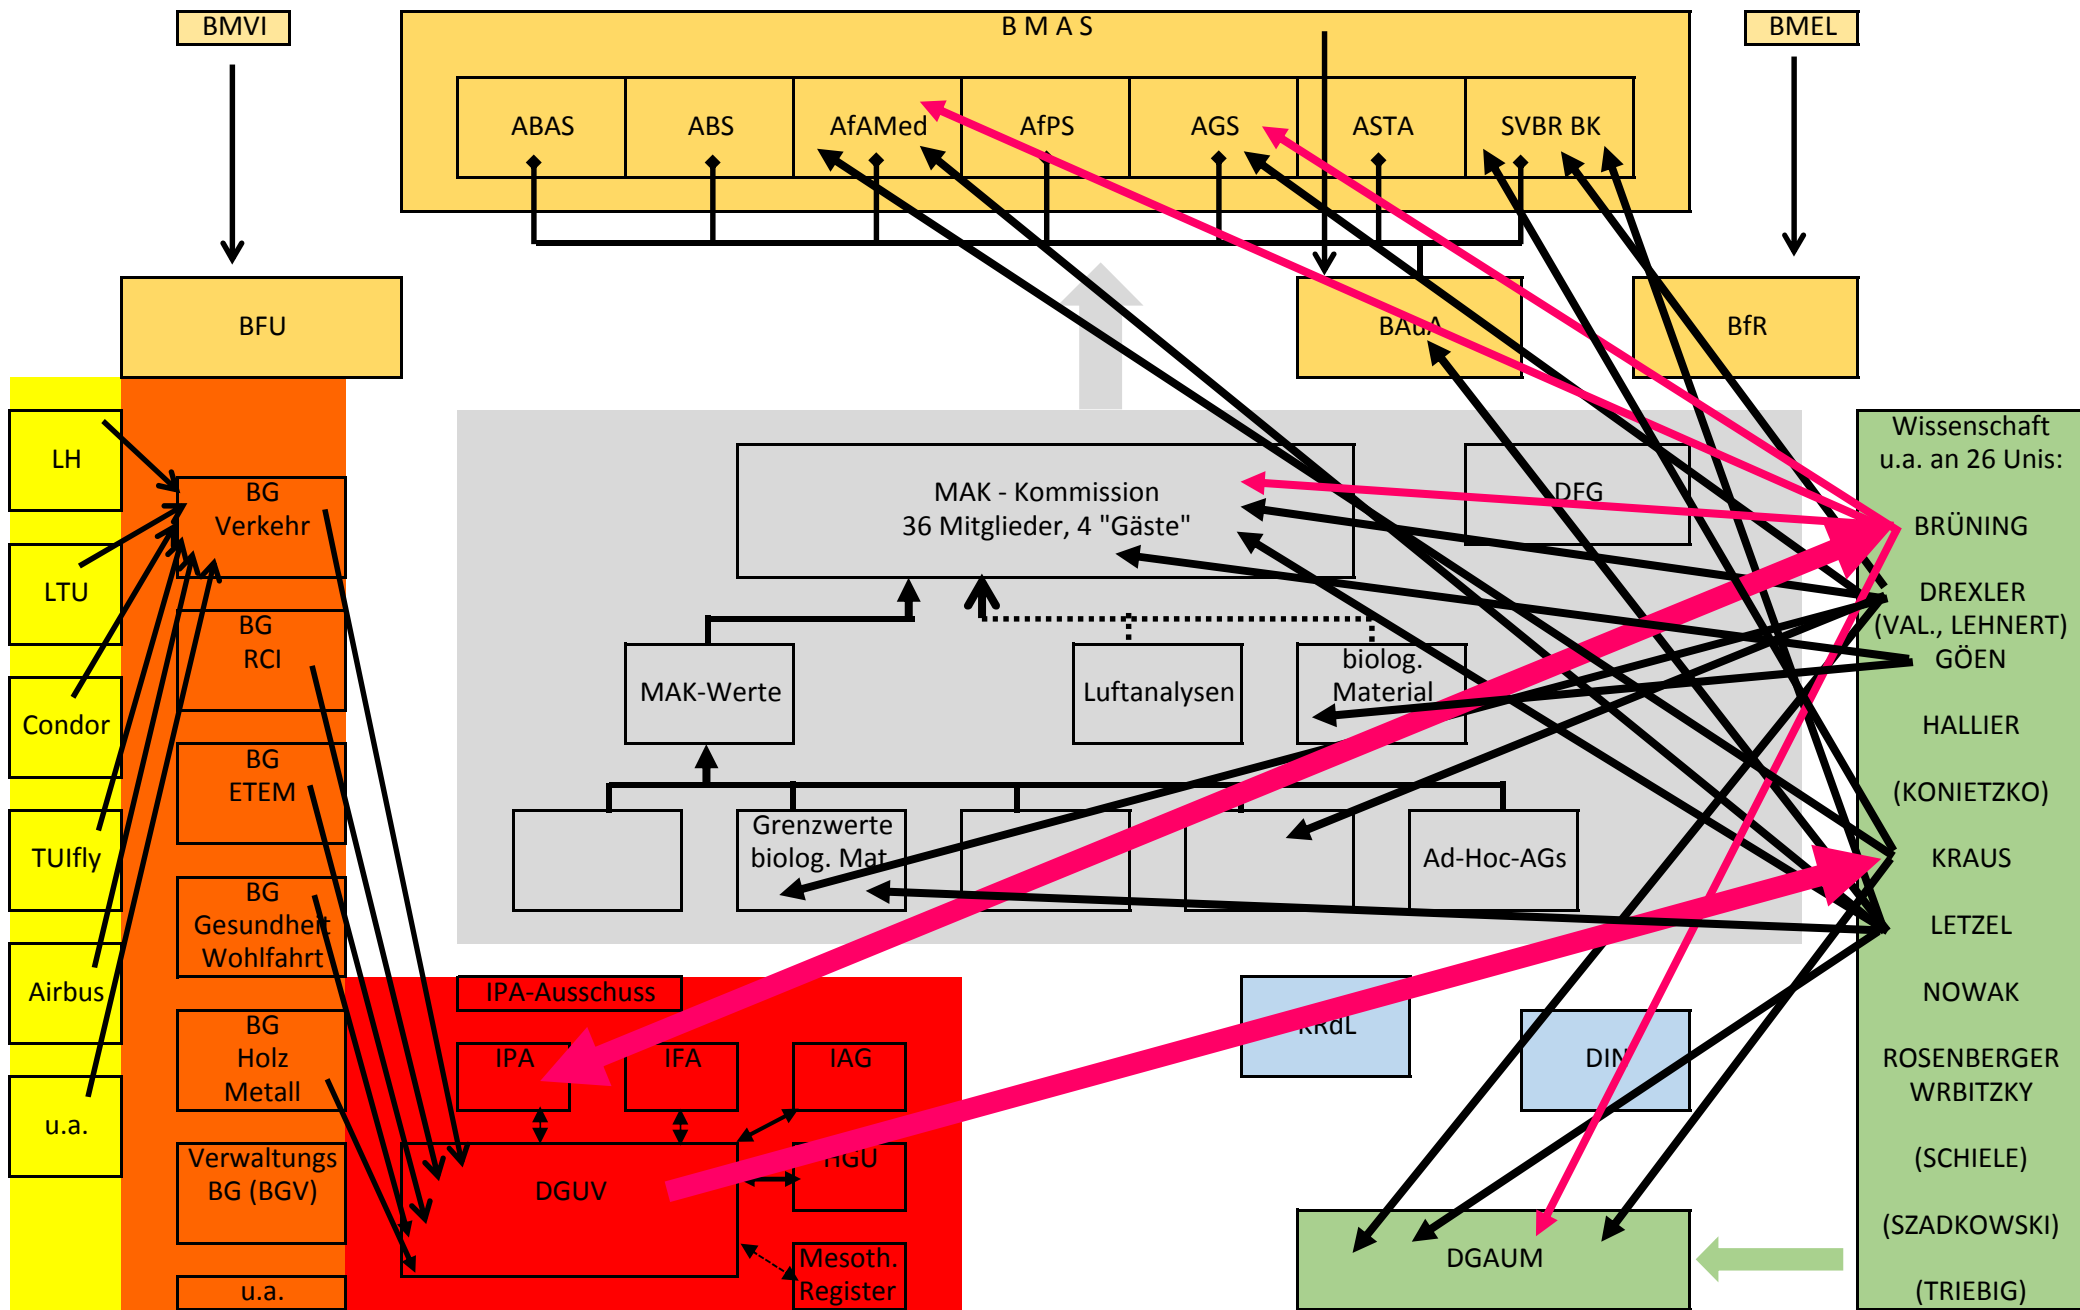 BMVI
B M A S
BMEL
ABAS
ABS
AfAMed
AfPS
AGS
ASTA
SVBR BK
BFU
BAuA
BfR
LH
LTU
Condor
TUIfly
Airbus
u.a.
BG
Verkehr
BG
RCI
BG
ETEM
BG
Gesundheit
Wohlfahrt
BG
Holz
Metall
Verwaltungs
BG (BGV)
u.a.
MAK - Kommission
36 Mitglieder, 4 "Gäste"
DFG
MAK-Werte
Luftanalysen
biolog.
Material
Grenzwerte
biolog. Mat.
Ad-Hoc-AGs
IPA-Ausschuss
IPA
IFA
IAG
DGUV
HGU
Mesoth.
Register
KRdL
DIN
DGAUM
Wissenschaft
u.a. an 26 Unis:
BRÜNING
DREXLER
(VAL., LEHNERT)
GÖEN
HALLIER
(KONIETZKO)
KRAUS
LETZEL
NOWAK
ROSENBERGER
WRBITZKY
(SCHIELE)
(SZADKOWSKI)
(TRIEBIG)